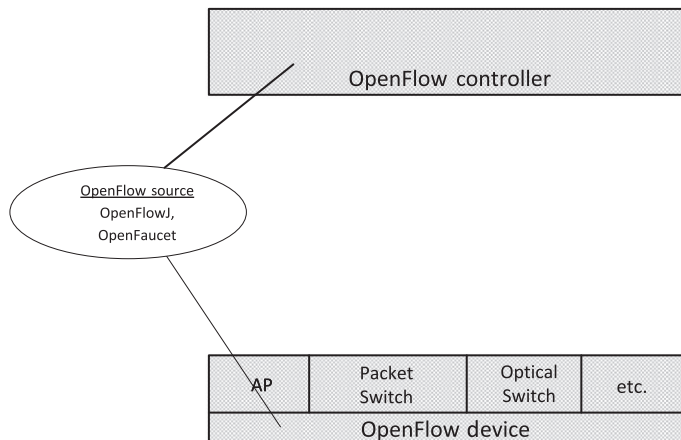 OpenFlow controller
OpenFlow source
OpenFlowJ,
OpenFaucet
AP
Packet
Switch
Optical
Switch
etc.
OpenFlow device